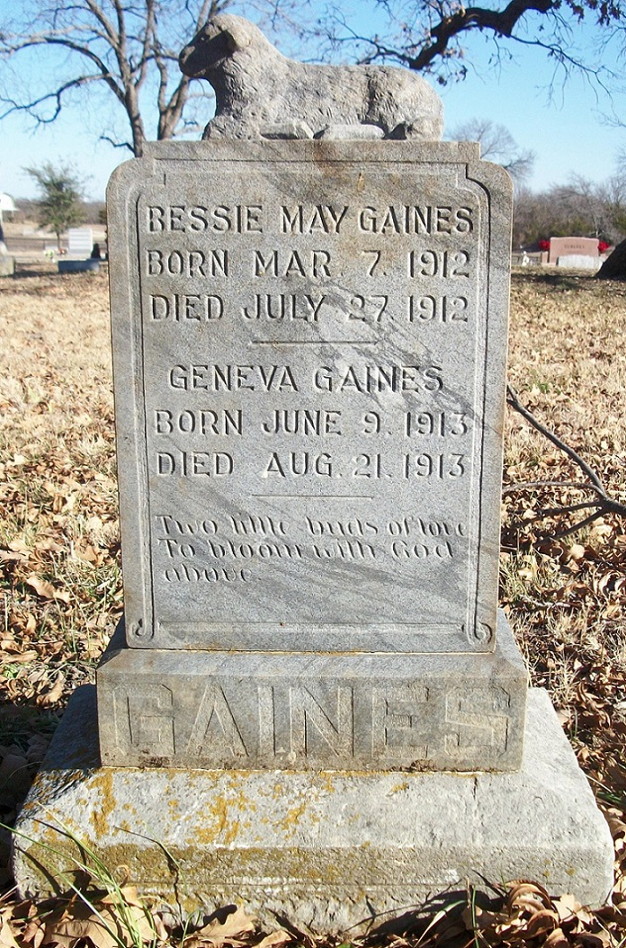 BESSIE MAY GAINES
BORN MAR. 7. 1912
DIED JULY 27. 1912
GENEVA GAINES
BORN JUNE 9. 1913
DIED AUG. 21. 1913
Two little buds of love
To bloom with God
above.
GAINES